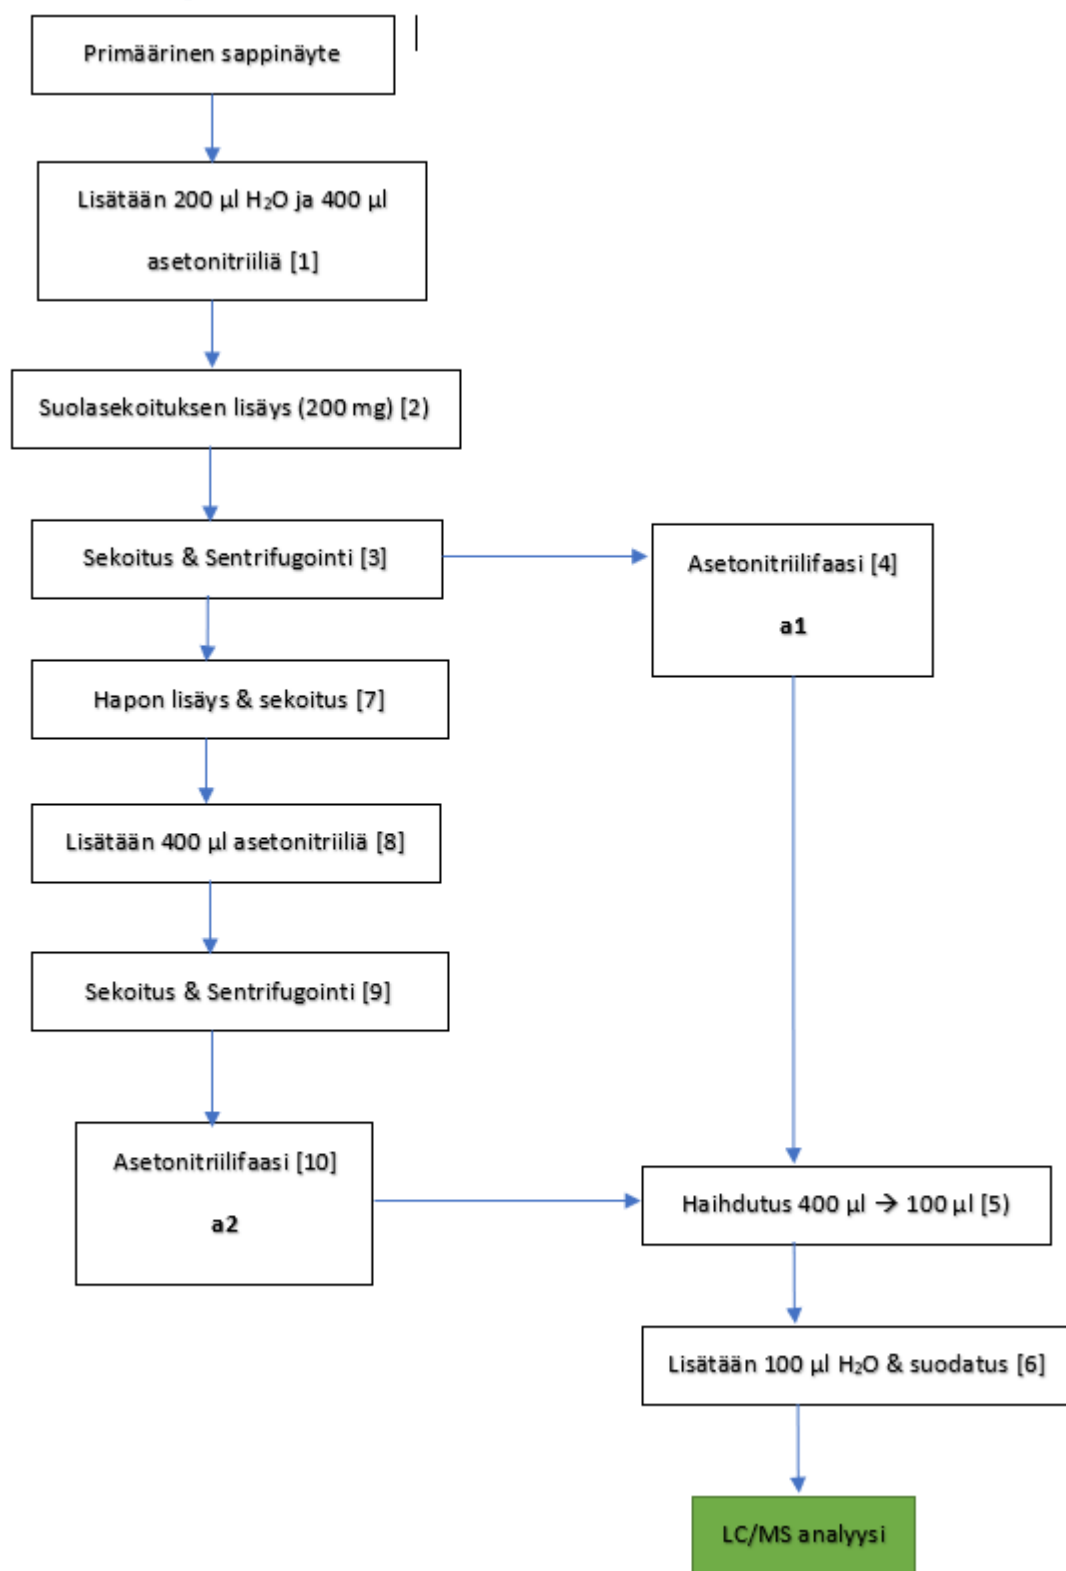 Primäärinen sappinäyte
Lisätään 200 µl H₂O ja 400 µl
asetonitriiliä [1]
Suolasekoituksen lisäys (200 mg) [2)
Sekoitus & Sentrifugointi [3]
Asetonitriilifaasi [4]
a1
Hapon lisäys & sekoitus [7]
Lisätään 400 µl asetonitriiliä [8]
Sekoitus & Sentrifugointi [9]
Asetonitriilifaasi [10]
a2
Haihdutus 400 µl → 100 µl [5)
Lisätään 100 µl H₂O & suodatus [6]
LC/MS analyysi